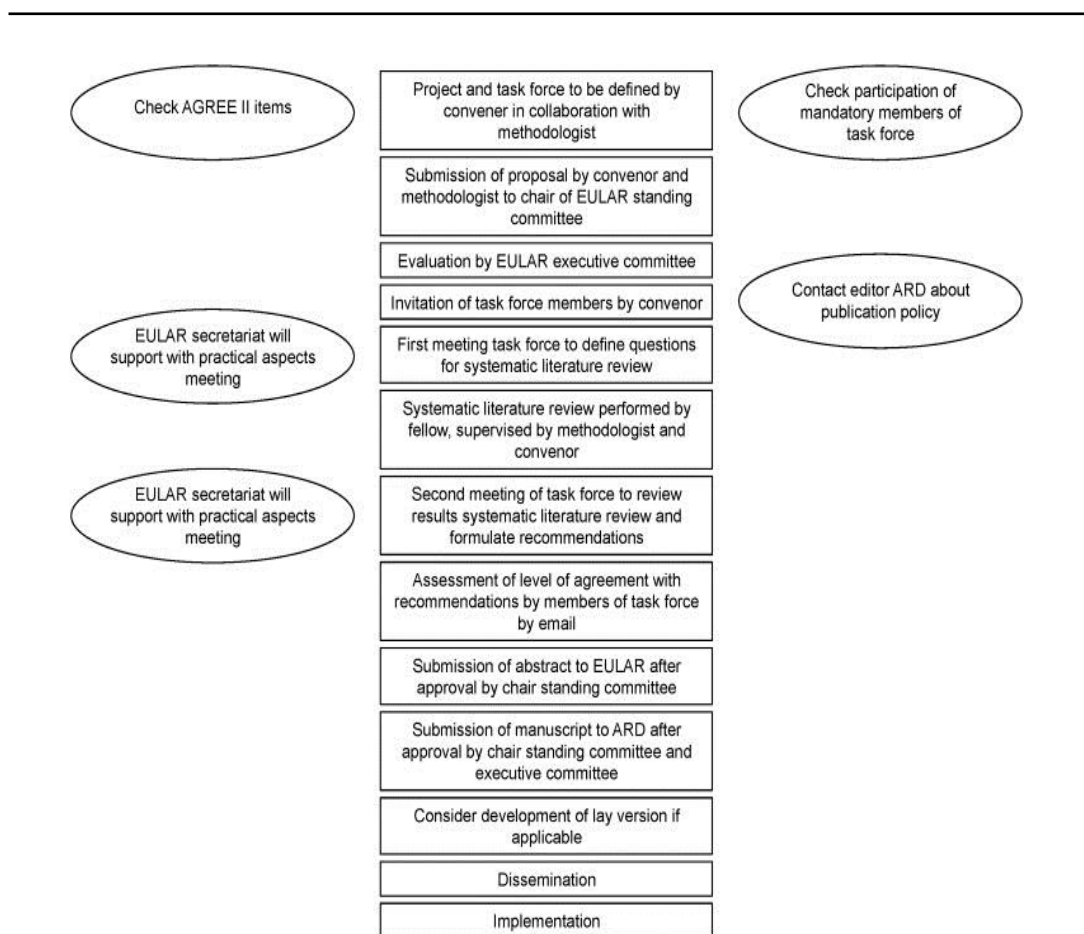 Check AGREE II items
Project and task force to be defined by
convener in collaboration with
methodologist
Check participation of
mandatory members of
task force
Submission of proposal by convenor and
methodologist to chair of EULAR standing
committee
Evaluation by EULAR executive committee
Contact editor ARD about
publication policy
Invitation of task force members by convenor
EULAR secretariat will
support with practical aspects
meeting
First meeting task force to define questions
for systematic literature review
Systematic literature review performed by
fellow, supervised by methodologist and
convenor
EULAR secretariat will
support with practical aspects
meeting
Second meeting of task force to review
results systematic literature review and
formulate recommendations
Assessment of level of agreement with
recommendations by members of task force
by email
Submission of abstract to EULAR after
approval by chair standing committee
Submission of manuscript to ARD after
approval by chair standing committee and
executive committee
Consider development of lay version if
applicable
Dissemination
Implementation